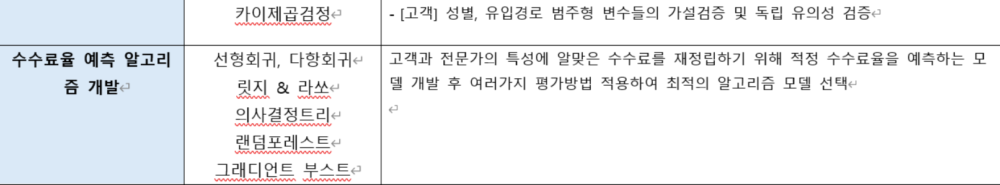 카이제곱검정
- [고객] 성별, 유입경로 범주형 변수들의 가설검증 및 독립 유의성 검증
수수료율 예측 알고리
즘 개발
선형회귀, 다항회귀
릿지 & 라쏘
의사결정트리
랜덤포레스트
그래디언트 부스트
고객과 전문가의 특성에 알맞은 수수료를 재정립하기 위해 적정 수수료율을 예측하는 모
델 개발 후 여러가지 평가방법 적용하여 최적의 알고리즘 모델 선택